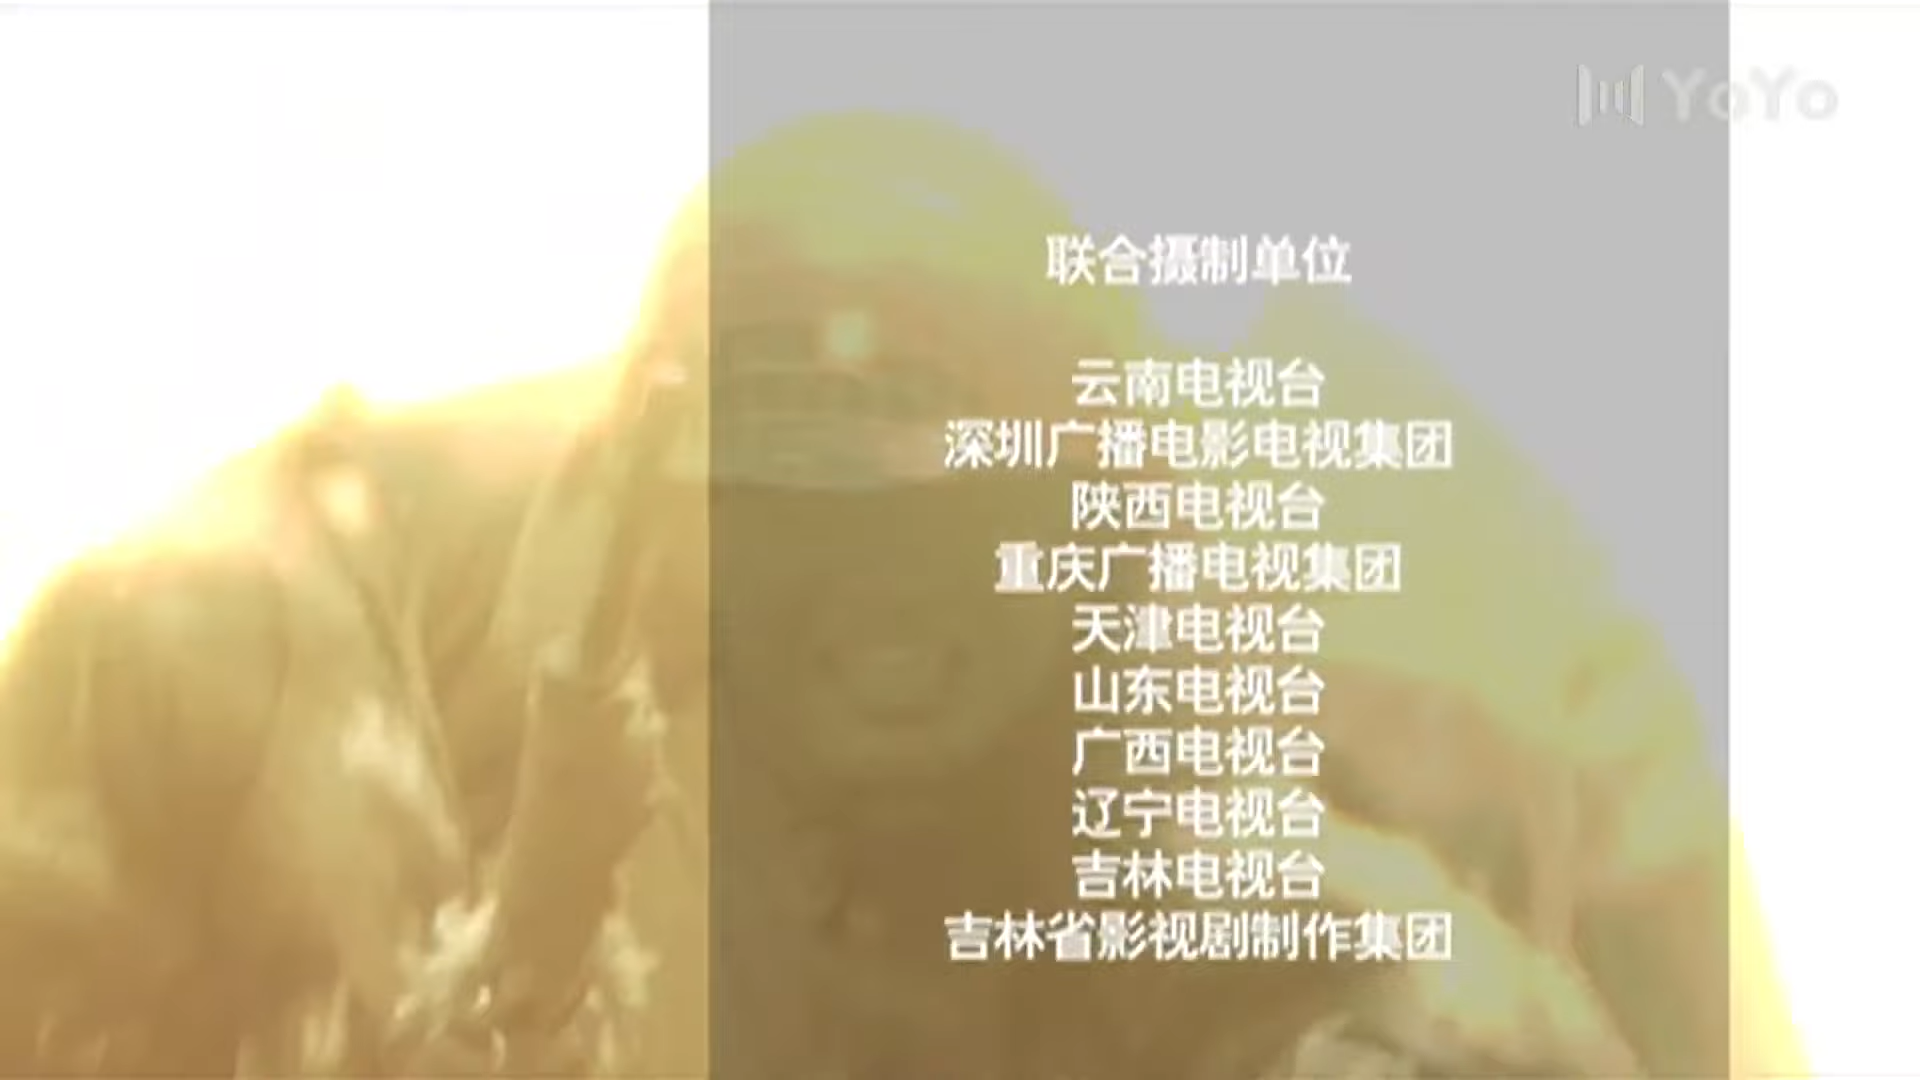 YoYo
联合摄制单位
云南电视台
深圳广播电影电视集团
陕西电视台
重庆广播电视集团
天津电视台
山东电视台
广西电视台
辽宁电视台
吉林电视台
吉林省影视剧制作集团